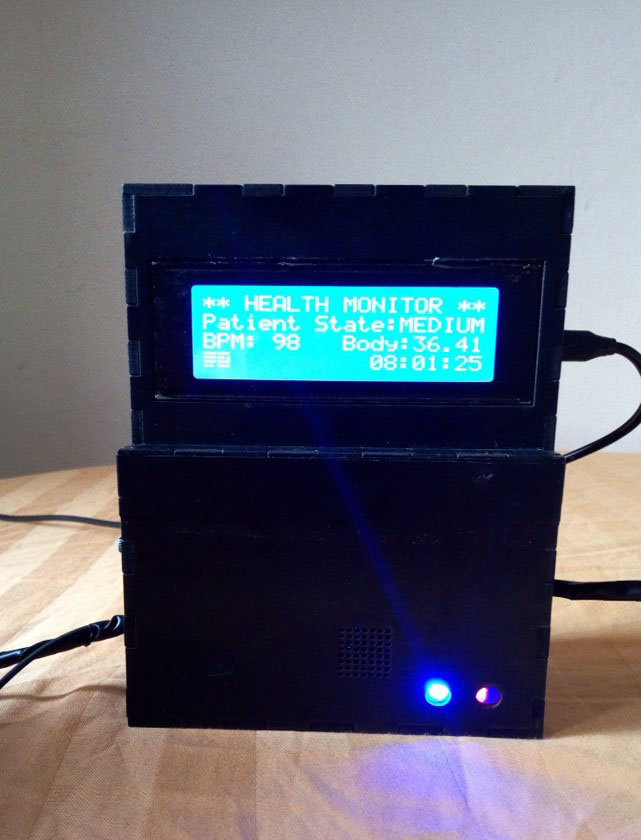 ** HEALTH MONITOR **
Patient State:MEDIUM
BPM: 98 Body:36.41
08:01:25